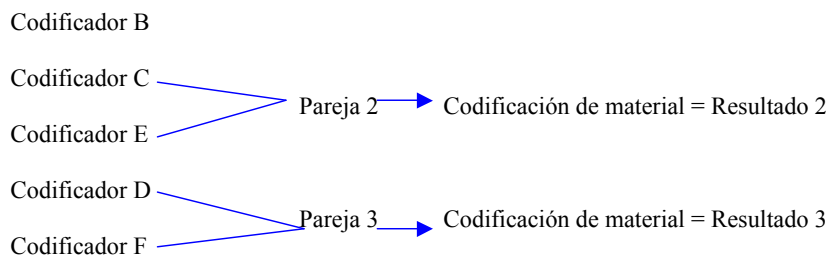 Codificador B
Codificador C
Pareja 2 Codificación de material = Resultado 2
Codificador E
Codificador D
Pareja 3 Codificación de material = Resultado 3
Codificador F